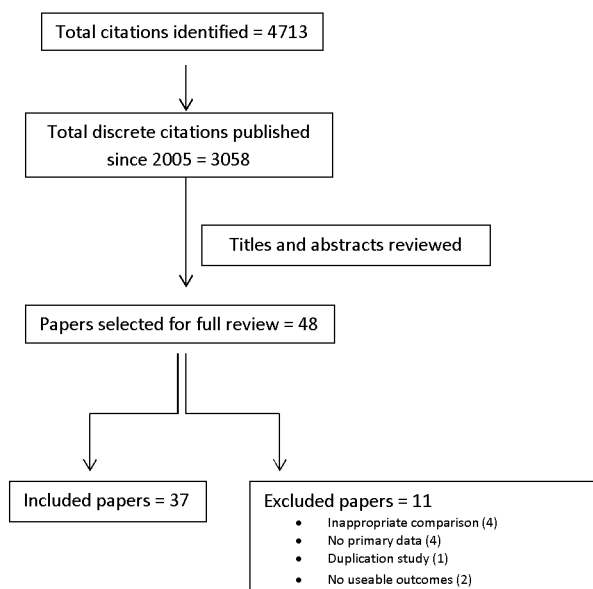 Total citations identified = 4713
Total discrete citations published
since 2005 = 3058
Titles and abstracts reviewed
Papers selected for full review = 48
Included papers = 37
Excluded papers = 11
• Inappropriate comparison (4)
• No primary data (4)
• Duplication study (1)
• No useable outcomes (2)